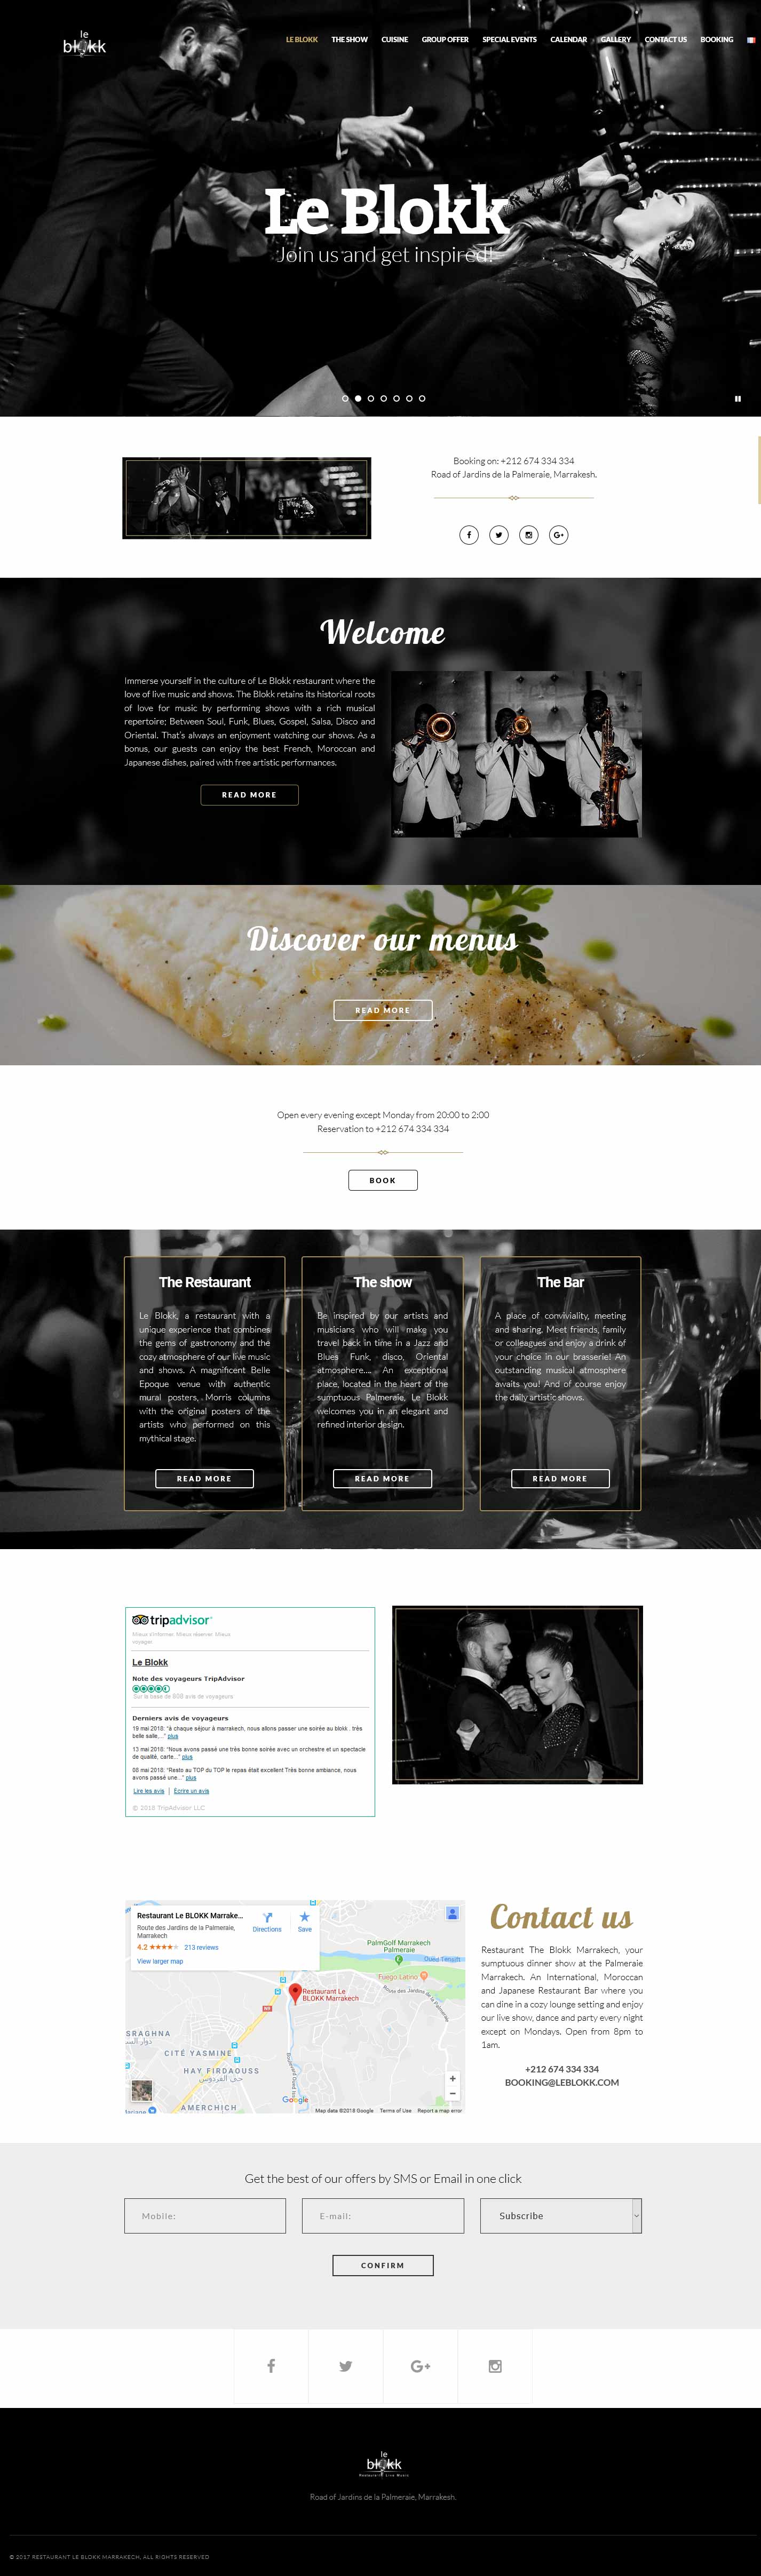 le
blokk
LE BLOKK THE SHOW CUISINE GROUP OFFER SPECIAL EVENTS CALENDAR GALLERY CONTACT US BOOKING
Le Blokk
Join us and get inspired!
Booking on: +212 674 334 334
Road of Jardins de la Palmeraie, Marrakesh.
Welcome
Immerse yourself in the culture of Le Blokk restaurant where the
love of live music and shows. The Blokk retains its historical roots
of love for music by performing shows with a rich musical
repertoire; Between Soul, Funk, Blues, Gospel, Salsa, Disco and
Oriental. That's always an enjoyment watching our shows. As a
bonus, our guests can enjoy the best French, Moroccan and
Japanese dishes, paired with free artistic performances.
READ MORE
Discover our menus
READ MORE
Open every evening except Monday from 20:00 to 2:00
Reservation to +212 674 334 334
BOOK
The Restaurant
Le Blokk, a restaurant with a
unique experience that combines
the gems of gastronomy and the
cozy atmosphere of our live music
and shows. A magnificent Belle
Epoque venue with authentic
mural posters, Morris columns
with the original posters of the
artists who performed on this
mythical stage.
READ MORE
The show
Be inspired by our artists and
musicians who will make you
travel back in time in a Jazz and
Blues Funk, disco, Oriental
atmosphere.... An exceptional
place, located in the heart of the
sumptuous Palmeraie, Le Blokk
welcomes you in an elegant and
refined interior design.
READ MORE
The Bar
A place of conviviality, meeting
and sharing. Meet friends, family
or colleagues and enjoy a drink of
your choice in our brasserie! An
outstanding musical atmosphere
awaits you! And of course enjoy
the daily artistic shows.
READ MORE
tripadvisor
Mieux s'informer. Mieux réserver. Mieux
voyager.
Le Blokk
Note des voyageurs TripAdvisor
Sur la base de 808 avis de voyageurs
Derniers avis de voyageurs
19 mai 2018: "à chaque séjour à marrakech, nous allons passer une soirée au blokk . très
belle salle,..." plus
13 mai 2018: "Nous avons passé une très bonne soirée avec un orchestre et un spectacle
de qualité, carte..." plus
08 mai 2018: "Resto au TOP du TOP le repas était excellent Très bonne ambiance, nous
avons passé une..." plus
Lire les avis | Écrire un avis
© 2018 TripAdvisor LLC
Restaurant Le BLOKK Marrake...
Route des Jardins de la Palmeraie,
Marrakech
4.2 213 reviews
View larger map
Directions
Save
PalmGolf Marrakech
Palmeraie
Fuego Latino
Route des Jardins de la Palmeraie
Restaurant Le
BLOKK Marrakech
SRAGHNA
CITÉ YASMINE
HAY FIRDAOUSS
حي الفردوس
AMERCHICH
Google
Map data ©2018 Google Terms of Use Report a map error
Contact us
Restaurant The Blokk Marrakech, your
sumptuous dinner show at the Palmeraie
Marrakech. An International, Moroccan
and Japanese Restaurant Bar where you
can dine in a cozy lounge setting and enjoy
our live show, dance and party every night
except on Mondays. Open from 8pm to
1am.
+212 674 334 334
BOOKING@LEBLOKK.COM
Get the best of our offers by SMS or Email in one click
Mobile:
E-mail:
Subscribe
CONFIRM
le
blokk
Restaurant Live Music
Road of Jardins de la Palmeraie, Marrakesh.
© 2017 RESTAURANT LE BLOKK MARRAKECH, ALL RIGHTS RESERVED